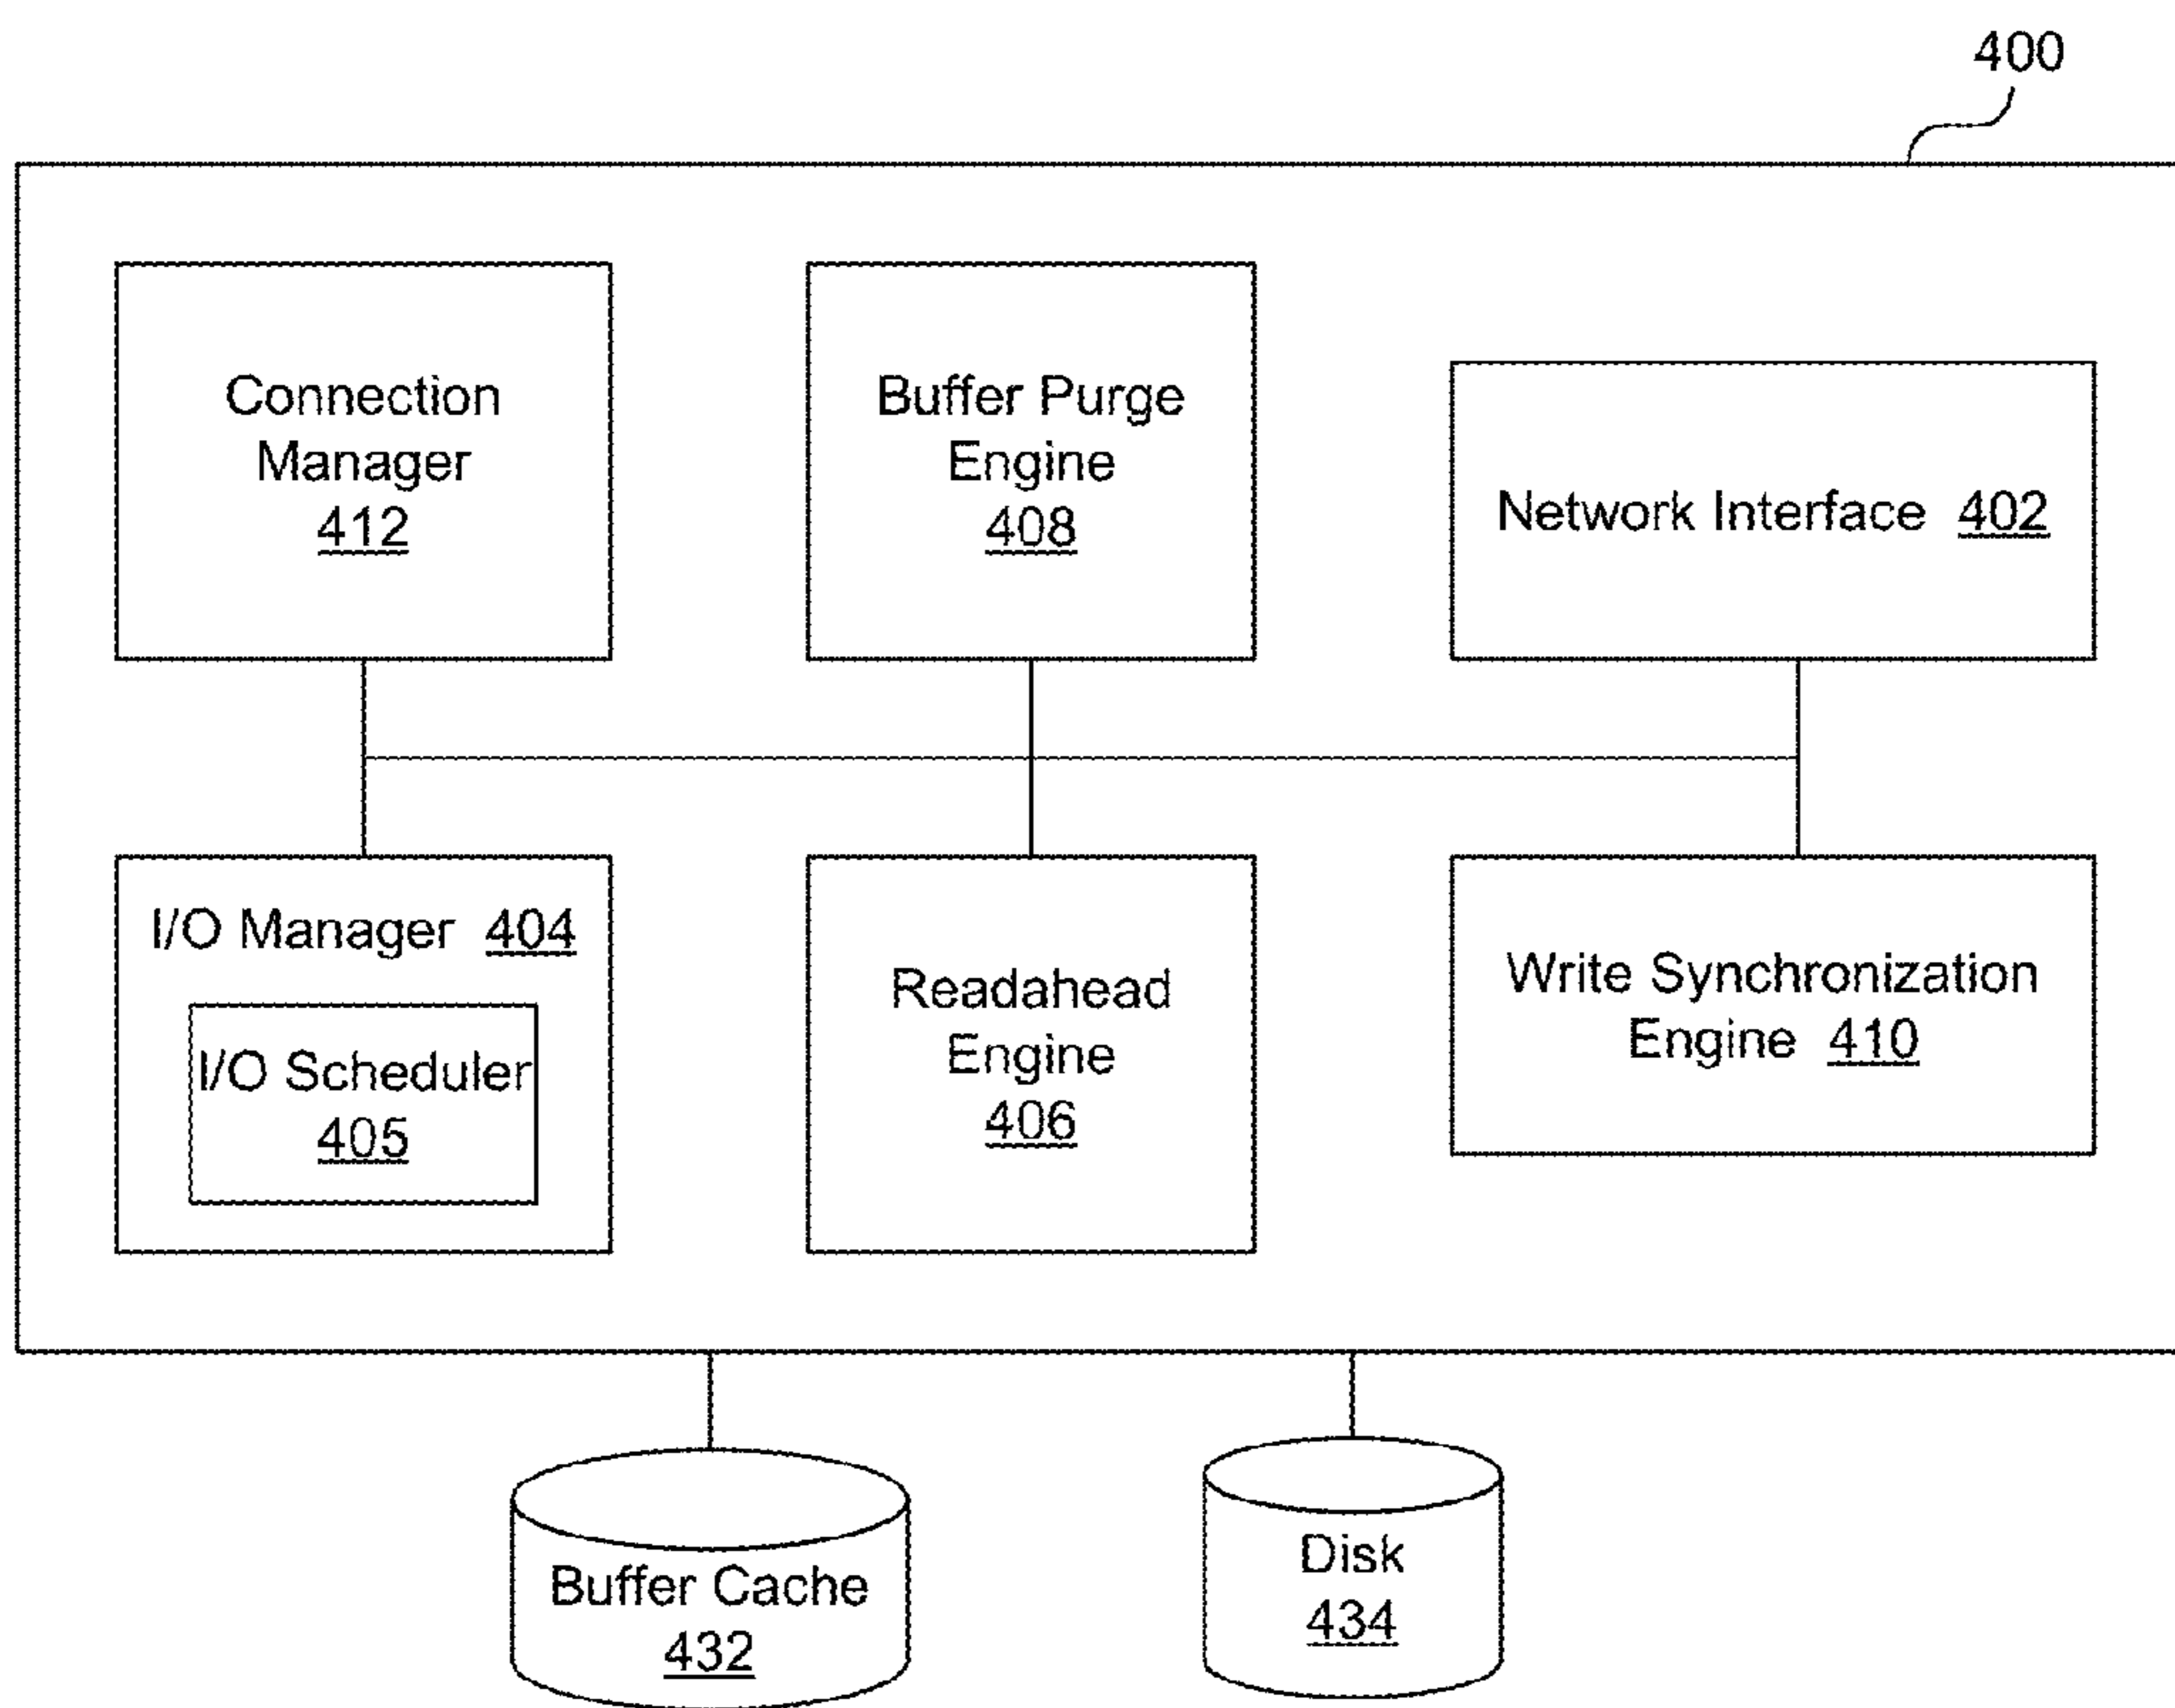 400
Connection
Manager
412
Buffer Purge
Engine
408
Network Interface 402
I/O Manager 404
I/O Scheduler
405
Readahead
Engine
406
Write Synchronization
Engine 410
Buffer Cache
432
Disk
434